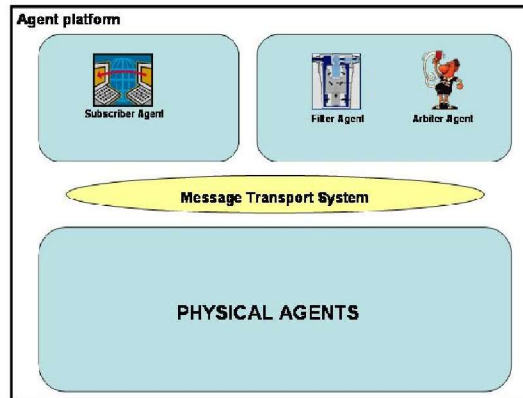 Agent platform
Subscriber Agent
Filter Agent
Arbiter Agent
Message Transport System
PHYSICAL AGENTS